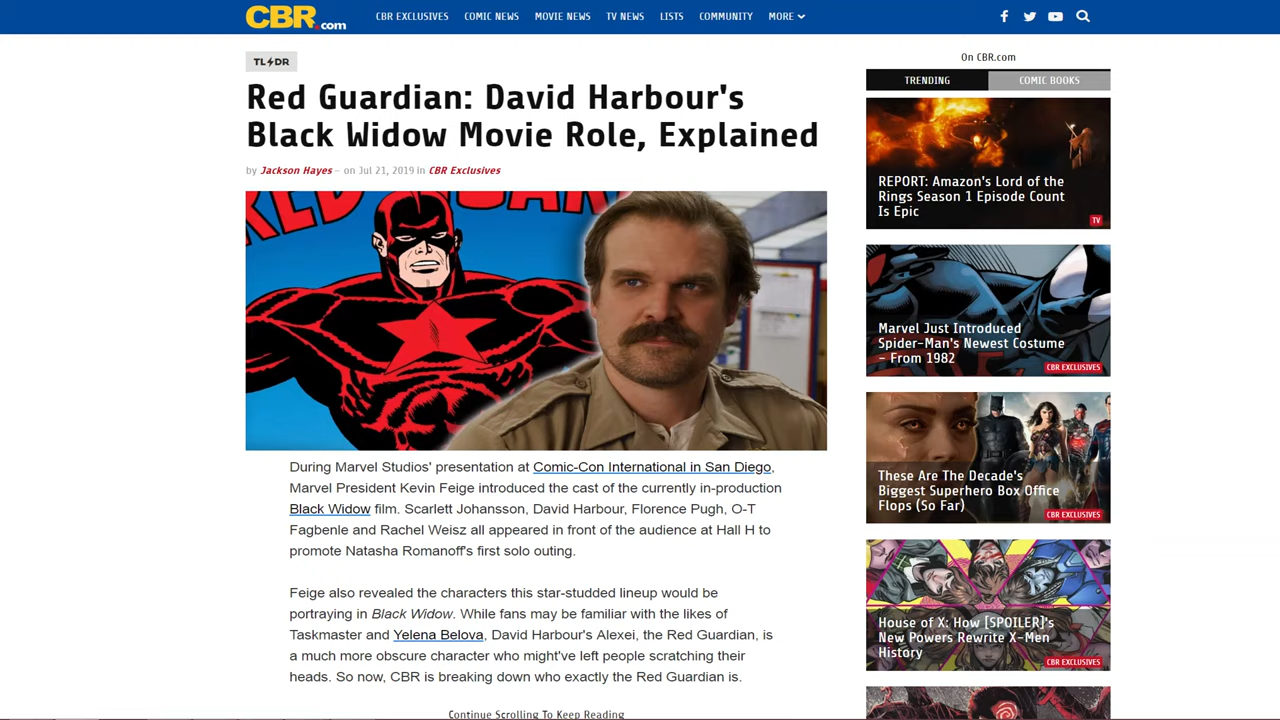 CBR.com
CBR EXCLUSIVES COMIC NEWS MOVIE NEWS TV NEWS LISTS COMMUNITY MORE
TL DR
Red Guardian: David Harbour's
Black Widow Movie Role, Explained
by Jackson Hayes – on Jul 21, 2019 in CBR Exclusives
During Marvel Studios' presentation at Comic-Con International in San Diego,
Marvel President Kevin Feige introduced the cast of the currently in-production
Black Widow film. Scarlett Johansson, David Harbour, Florence Pugh, O-T
Fagbenle and Rachel Weisz all appeared in front of the audience at Hall H to
promote Natasha Romanoff's first solo outing.
Feige also revealed the characters this star-studded lineup would be
portraying in Black Widow. While fans may be familiar with the likes of
Taskmaster and Yelena Belova, David Harbour's Alexei, the Red Guardian, is
a much more obscure character who might've left people scratching their
heads. So now, CBR is breaking down who exactly the Red Guardian is.
Continue Scrolling To Keep Reading
On CBR.com
TRENDING COMIC BOOKS
REPORT: Amazon's Lord of the
Rings Season 1 Episode Count
Is Epic
TV
Marvel Just Introduced
Spider-Man's Newest Costume
– From 1982
CBR EXCLUSIVES
These Are The Decade's
Biggest Superhero Box Office
Flops (So Far)
CBR EXCLUSIVES
House of X: How [SPOILER]'s
New Powers Rewrite X-Men
History
CBR EXCLUSIVES